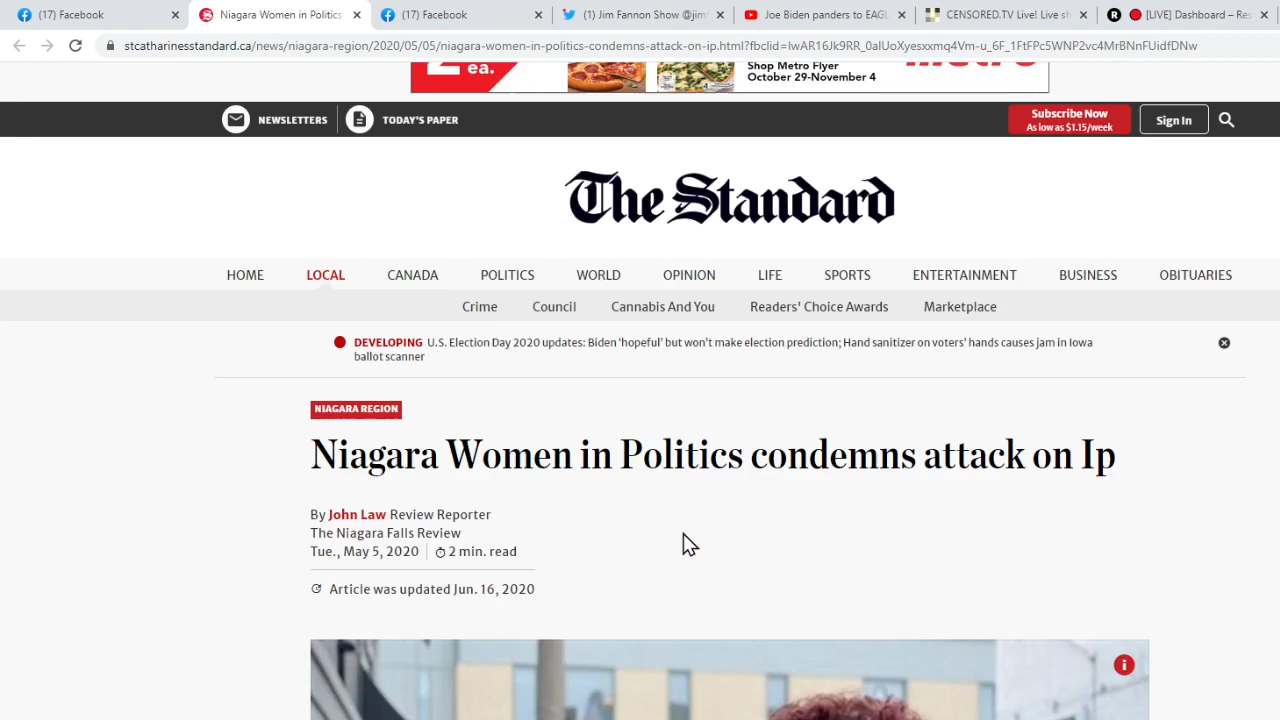 (17) Facebook
Niagara Women in Politics
(17) Facebook
(1) Jim Fannon Show @jim
Joe Biden panders to EAGL
CENSORED.TV Live! Live sh
[LIVE] Dashboard – Res
stcatharinesstandard.ca/news/niagara-region/2020/05/05/niagara-women-in-politics-condemns-attack-on-ip.html?fbclid=
ea.
Shop Metro Flyer
October 29-November 4
metro
NEWSLETTERS
TODAY'S PAPER
Subscribe Now
As low as $1.15/week
Sign In
The Standard
HOME LOCAL CANADA POLITICS WORLD OPINION LIFE SPORTS ENTERTAINMENT BUSINESS OBITUARIES
Crime Council Cannabis And You Readers' Choice Awards Marketplace
DEVELOPING U.S. Election Day 2020 updates: Biden 'hopeful' but won't make election prediction; Hand sanitizer on voters' hands causes jam in Iowa
ballot scanner
NIAGARA REGION
Niagara Women in Politics condemns attack on Ip
By John Law Review Reporter
The Niagara Falls Review
Tue., May 5, 2020 2 min. read
Article was updated Jun. 16, 2020